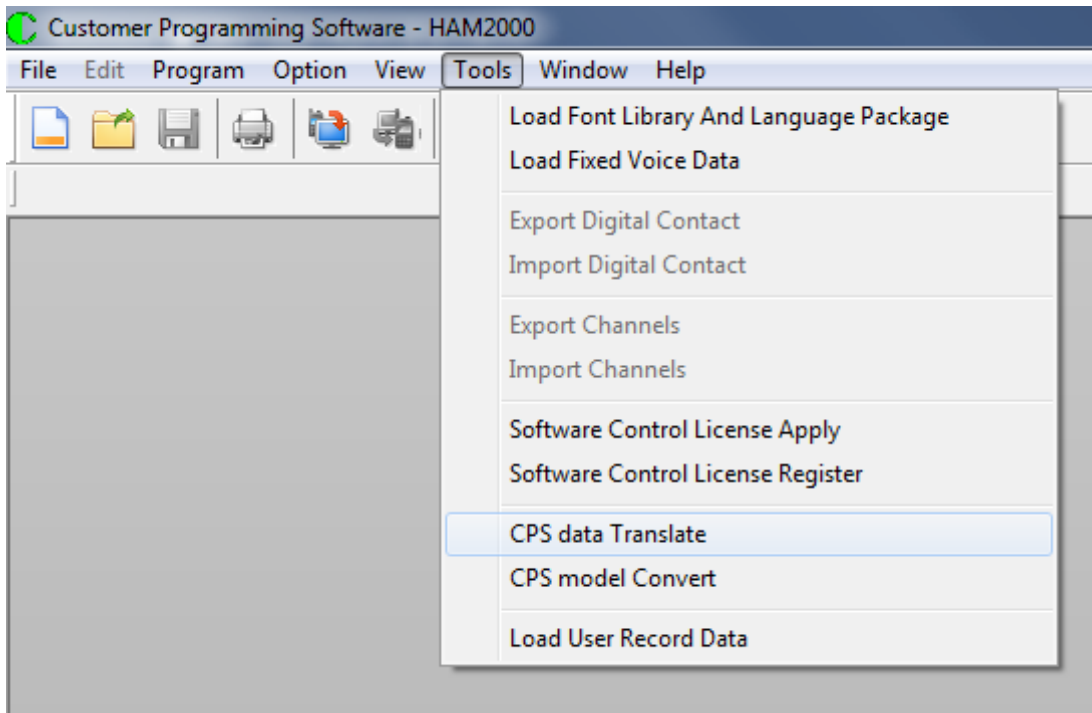 Customer Programming Software - HAM2000
File Edit Program Option View Tools Window Help
Load Font Library And Language Package
Load Fixed Voice Data
Export Digital Contact
Import Digital Contact
Export Channels
Import Channels
Software Control License Apply
Software Control License Register
CPS data Translate
CPS model Convert
Load User Record Data